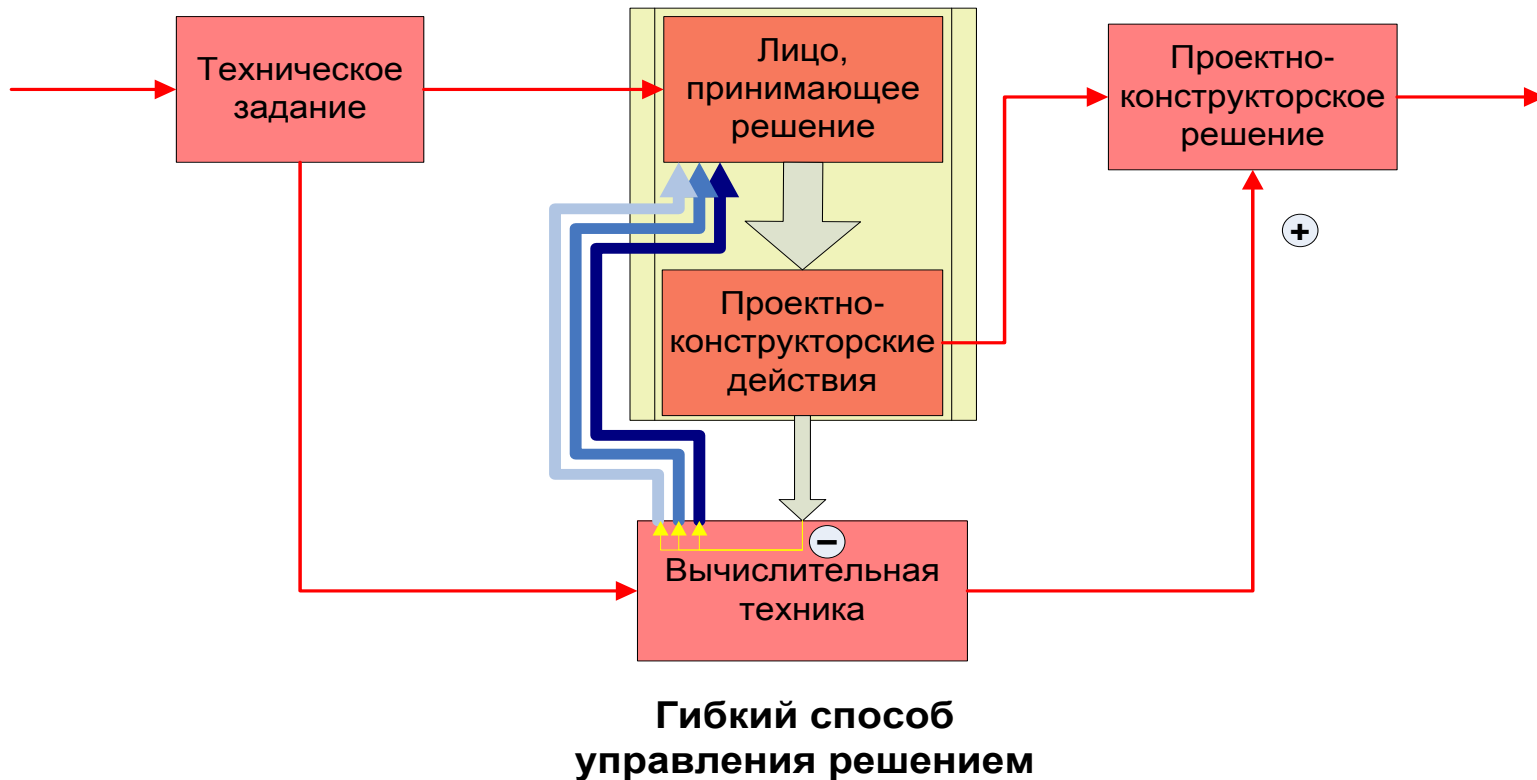 Техническое
задание
Лицо,
принимающее
решение
Проектно-
конструкторское
решение
Проектно-
конструкторские
действия
+
−
Вычислительная
техника
Гибкий способ
управления решением